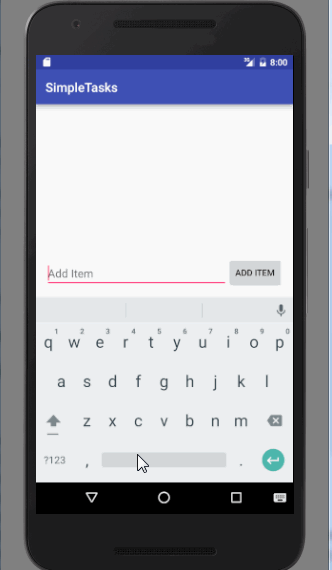 8:00
SimpleTasks
Add Item ADD ITEM
1 2 3 4 5 6 7 8 9 0
q w e r t y u i o p
a s d f g h j k l
z x c v b n m
?123 , .